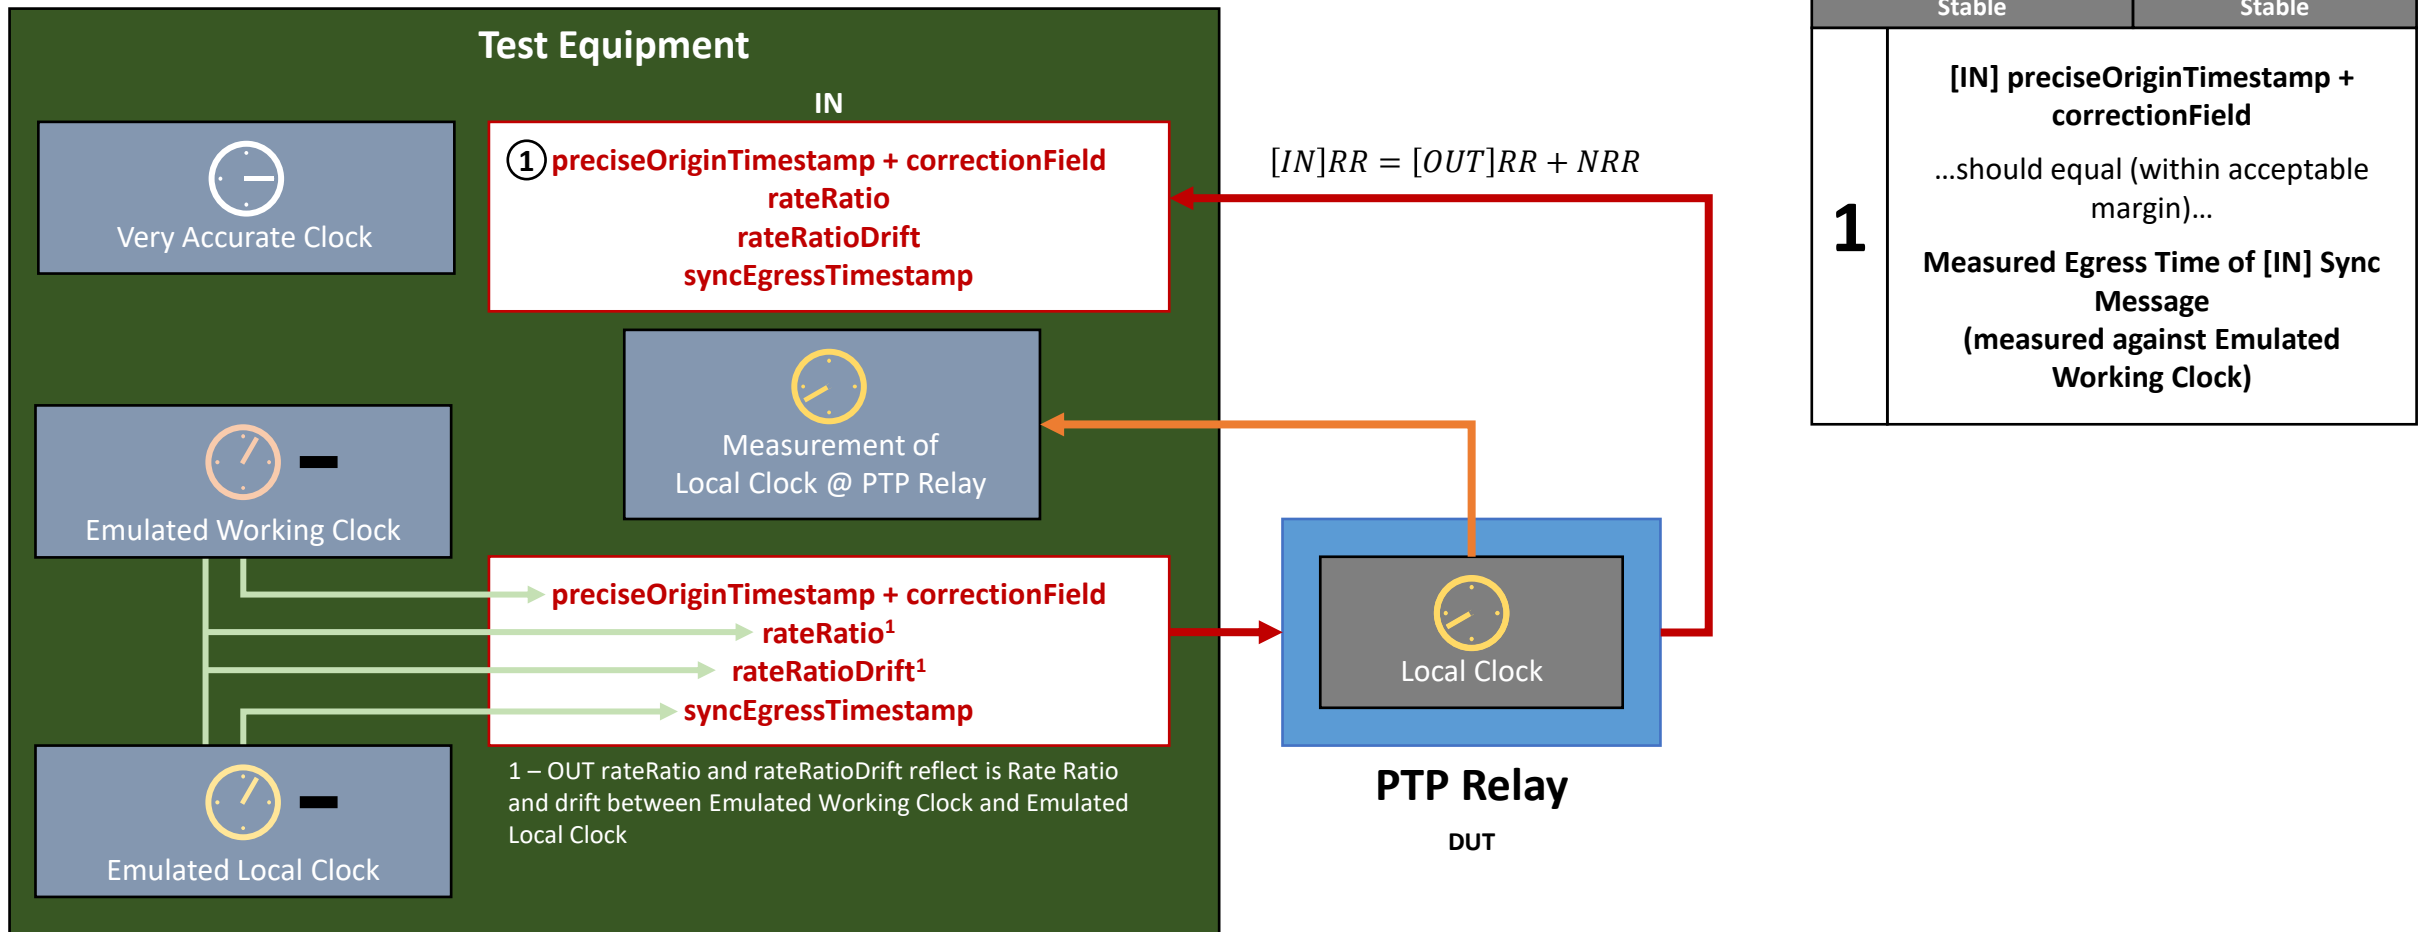 Test Equipment
IN
Very Accurate Clock
1 preciseOriginTimestamp + correctionField
rateRatio
rateRatioDrift
syncEgressTimestamp
[IN]RR = [OUT]RR + NRR
Measurement of
Local Clock @ PTP Relay
Emulated Working Clock
preciseOriginTimestamp + correctionField
rateRatio¹
rateRatioDrift¹
syncEgressTimestamp
Emulated Local Clock
1 – OUT rateRatio and rateRatioDrift reflect is Rate Ratio
and drift between Emulated Working Clock and Emulated
Local Clock
Local Clock
PTP Relay
DUT
Stable Stable
1
[IN] preciseOriginTimestamp +
correctionField
...should equal (within acceptable
margin)...
Measured Egress Time of [IN] Sync
Message
(measured against Emulated
Working Clock)